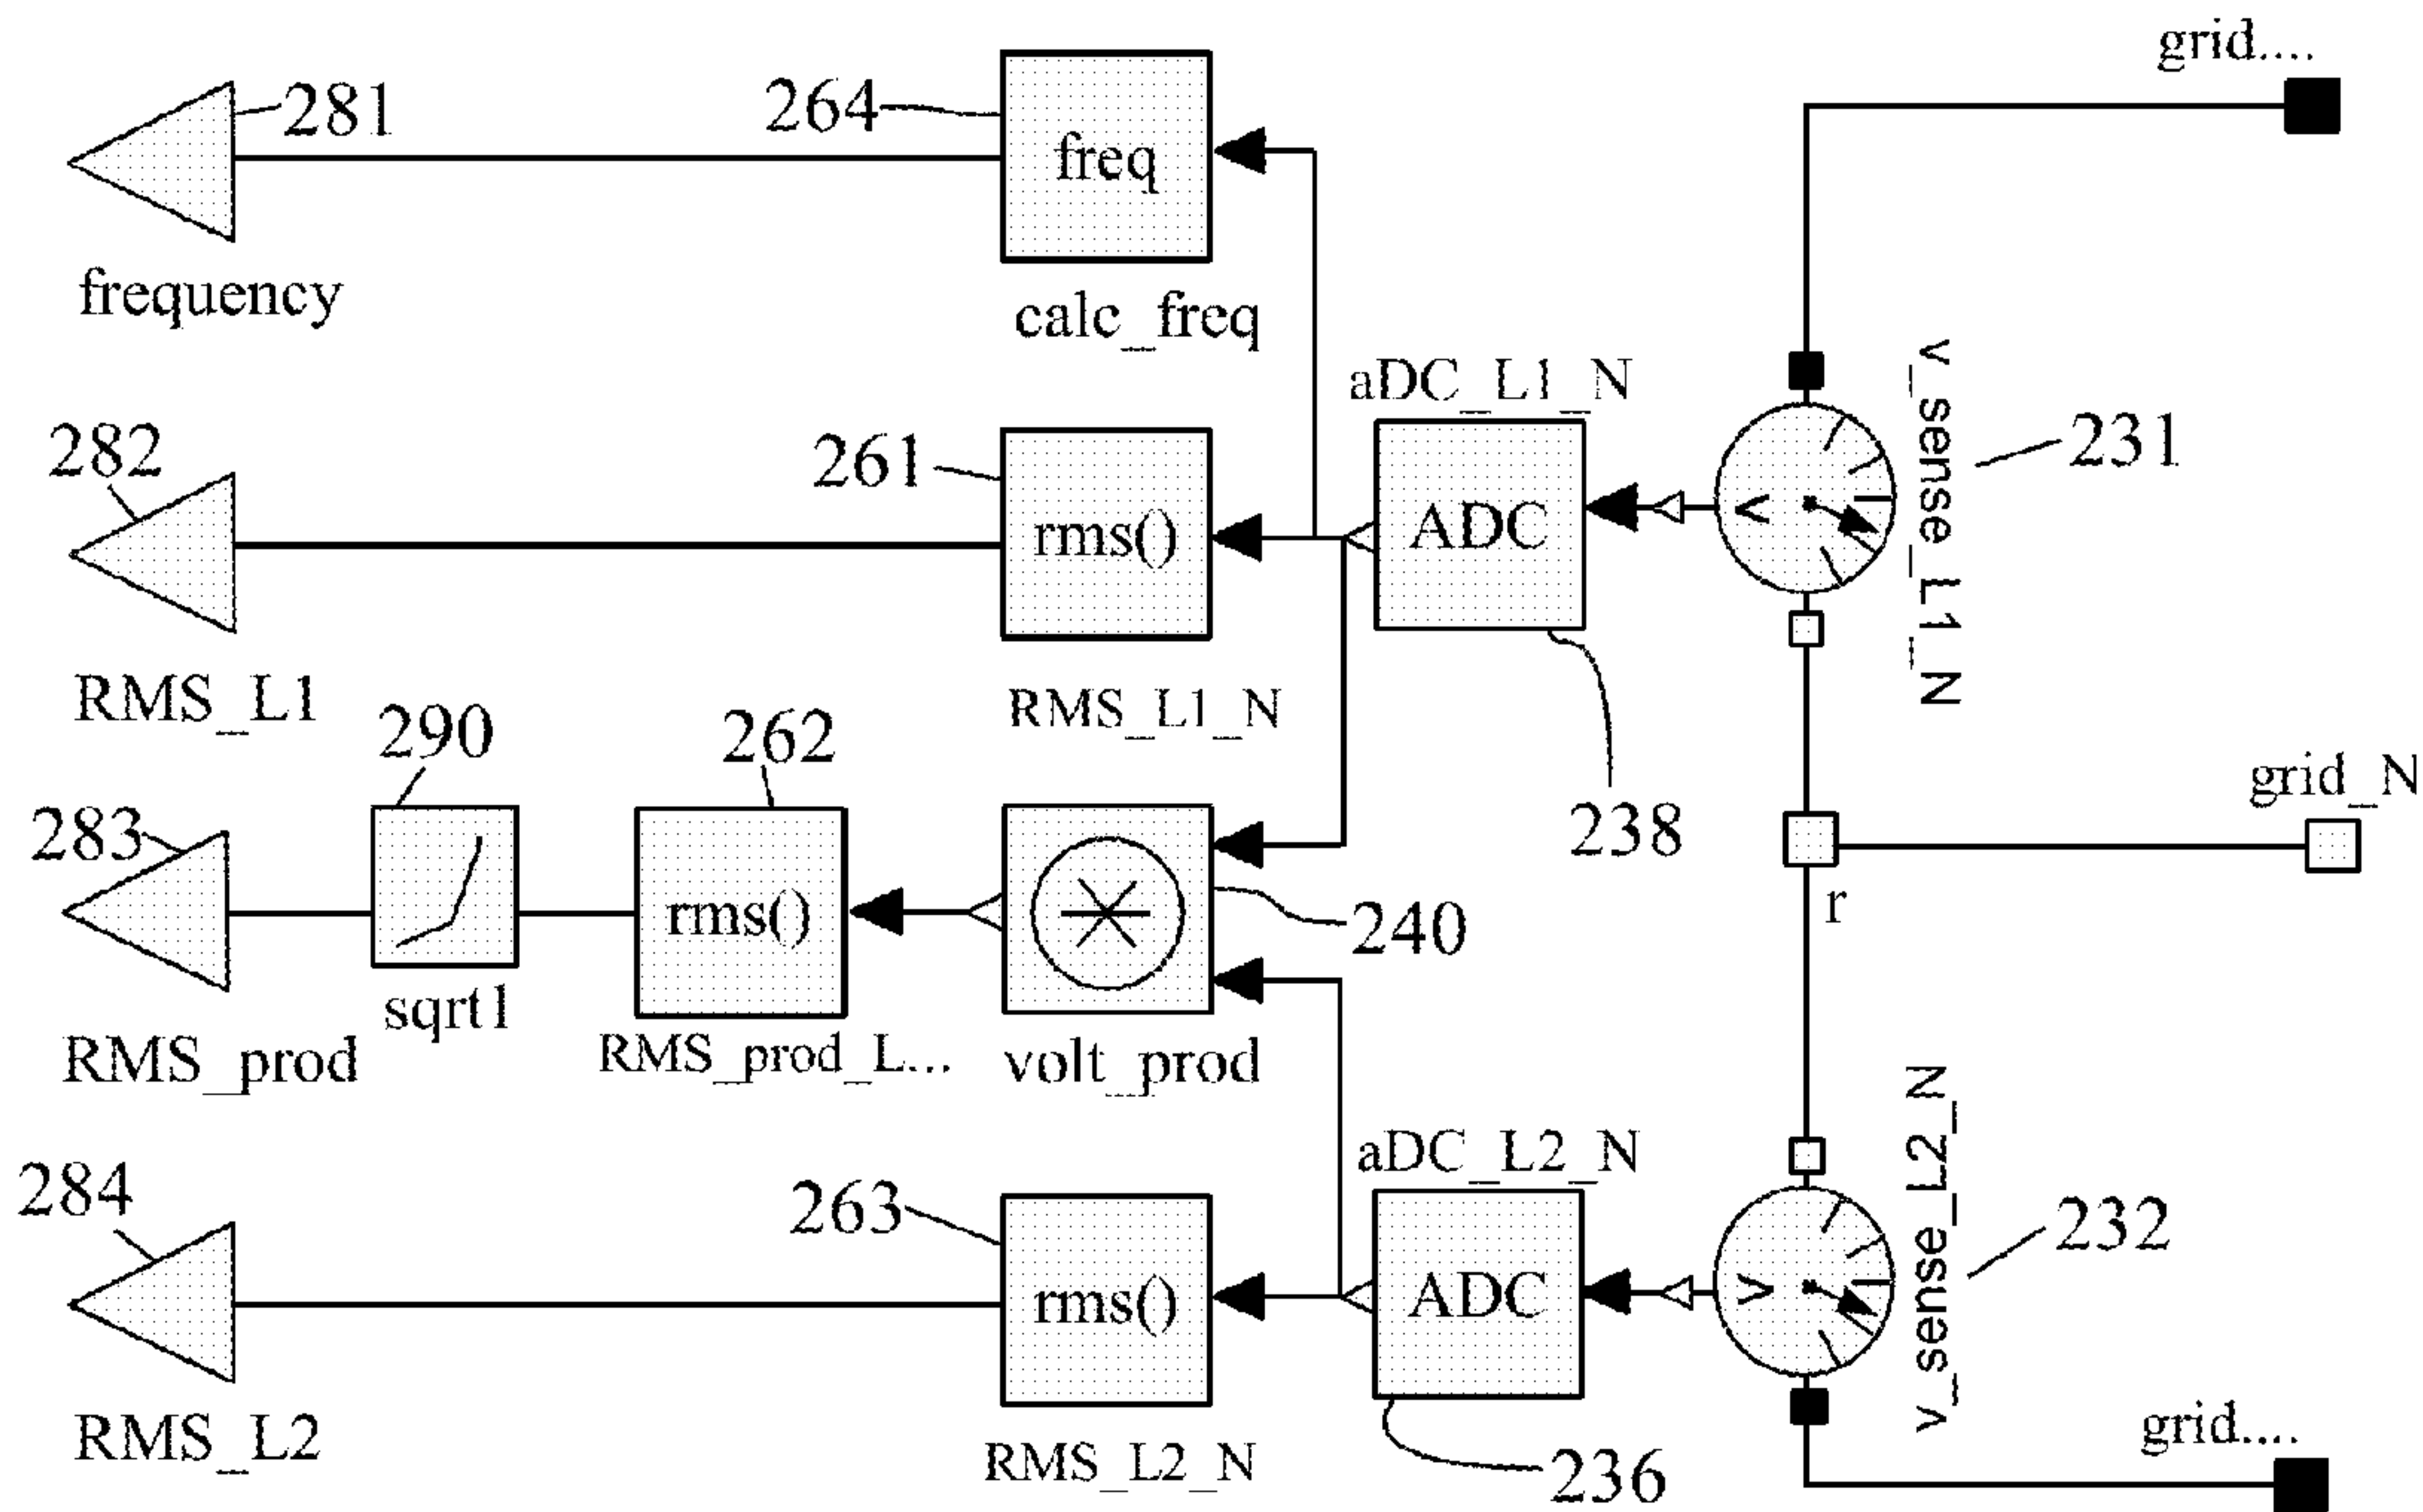 grid....
281
264
freq
frequency
calc_freq
aDC_L1_N
v_sense_L1_N
231
282
261
rms()
ADC
V
RMS_L1
RMS_L1_N
290
262
238
grid_N
283
rms()
240
r
sqrt1
RMS_prod
RMS_prod_L...
volt_prod
aDC_L2_N
v_sense_L2_N
284
263
232
rms()
ADC
V
RMS_L2
RMS_L2_N
236
grid....